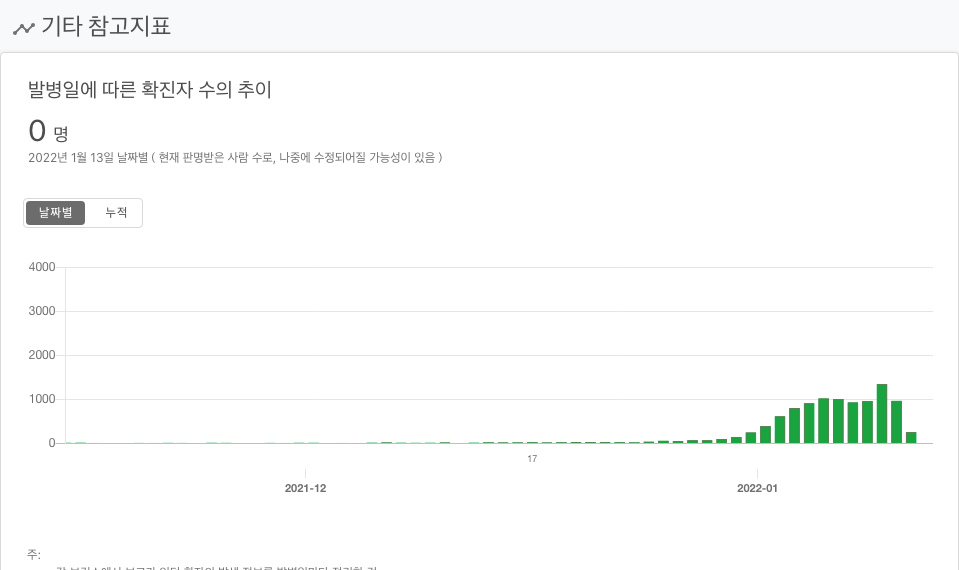 기타 참고지표
발병일에 따른 확진자 수의 추이
0 명
2022년 1월 13일 날짜별 ( 현재 판명받은 사람 수로, 나중에 수정되어질 가능성이 있음 )
날짜별 누적
4000
3000
2000
1000
0
17
2021-12 2022-01
주: